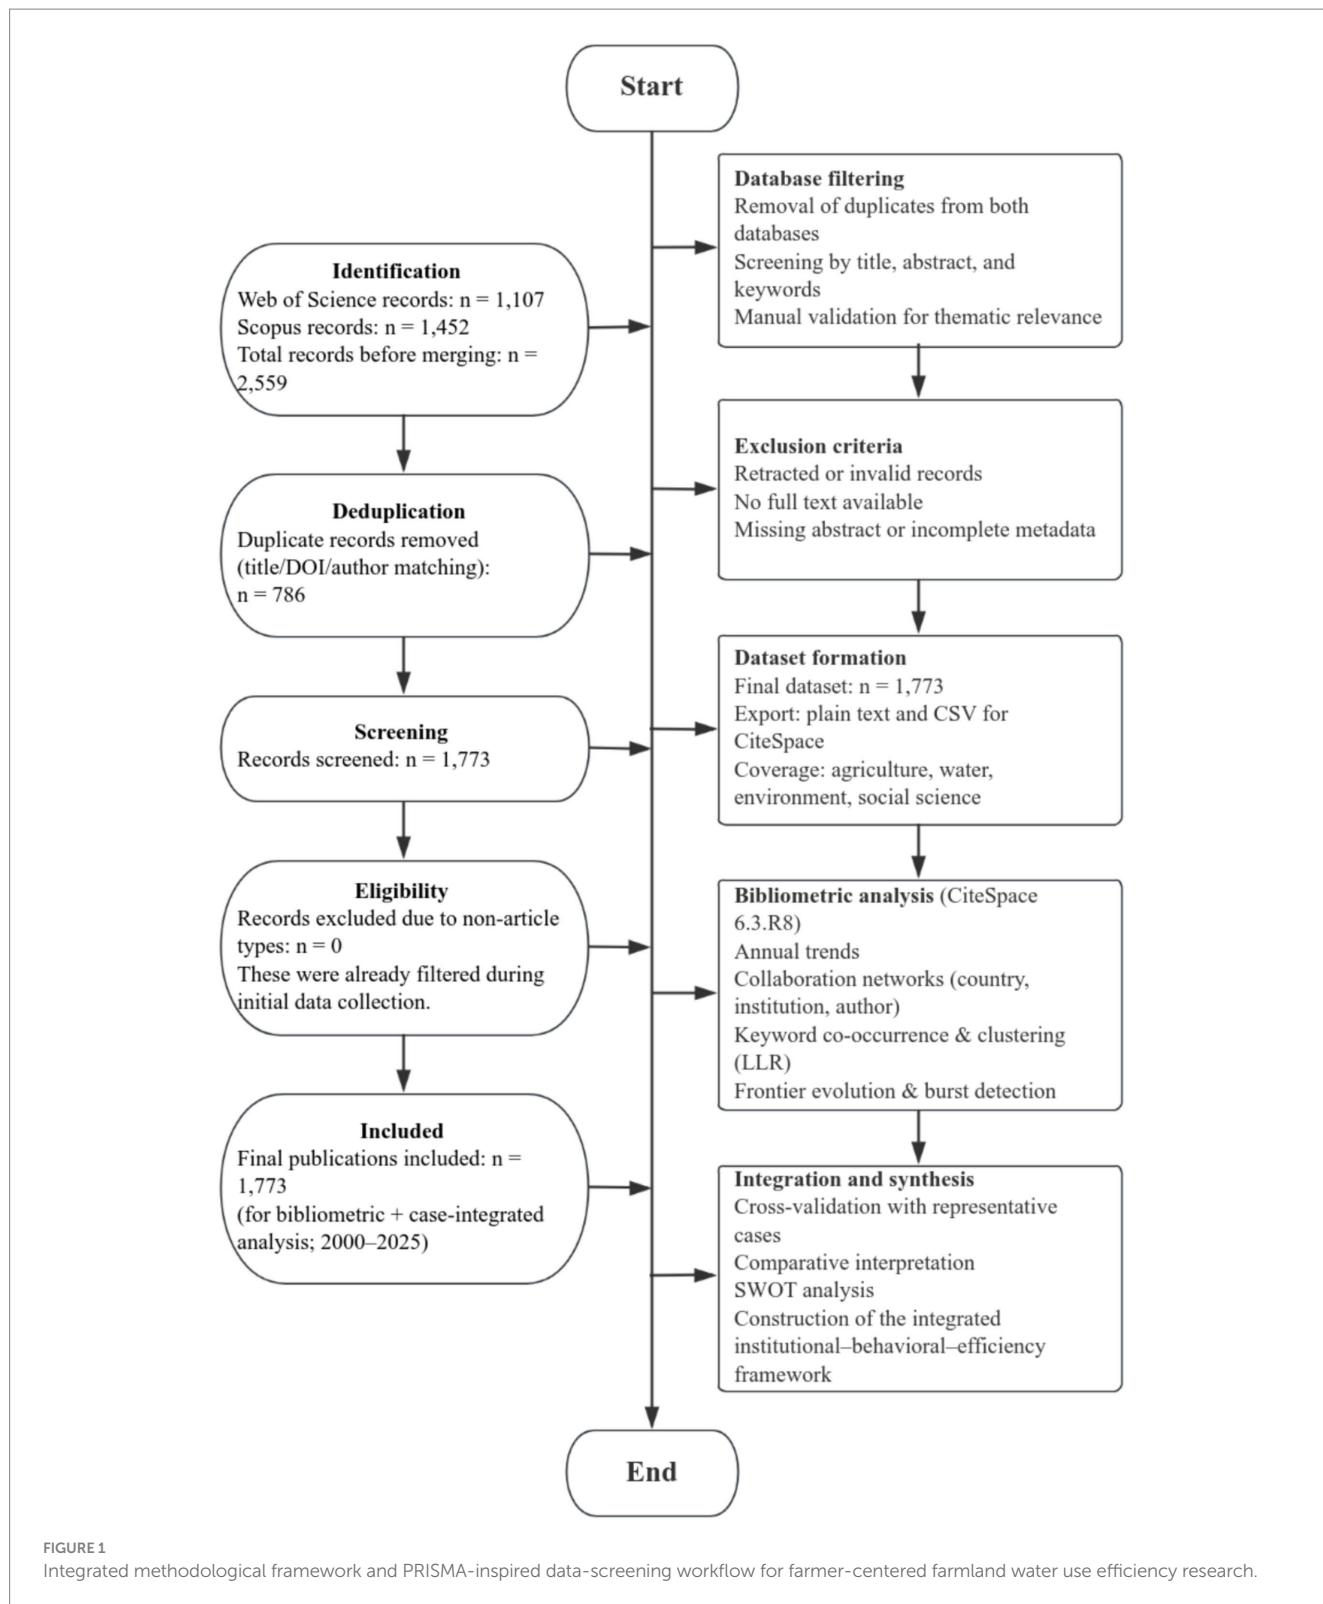 Start
Identification
Web of Science records: n = 1,107
Scopus records: n = 1,452
Total records before merging: n =
2,559
Deduplication
Duplicate records removed
(title/DOI/author matching):
n = 786
Screening
Records screened: n = 1,773
Eligibility
Records excluded due to non-article
types: n = 0
These were already filtered during
initial data collection.
Included
Final publications included: n =
1,773
(for bibliometric + case-integrated
analysis; 2000–2025)
Database filtering
Removal of duplicates from both
databases
Screening by title, abstract, and
keywords
Manual validation for thematic relevance
Exclusion criteria
Retracted or invalid records
No full text available
Missing abstract or incomplete metadata
Dataset formation
Final dataset: n = 1,773
Export: plain text and CSV for
CiteSpace
Coverage: agriculture, water,
environment, social science
Bibliometric analysis (CiteSpace
6.3.R8)
Annual trends
Collaboration networks (country,
institution, author)
Keyword co-occurrence & clustering
(LLR)
Frontier evolution & burst detection
Integration and synthesis
Cross-validation with representative
cases
Comparative interpretation
SWOT analysis
Construction of the integrated
institutional–behavioral–efficiency
framework
End
FIGURE 1
Integrated methodological framework and PRISMA-inspired data-screening workflow for farmer-centered farmland water use efficiency research.